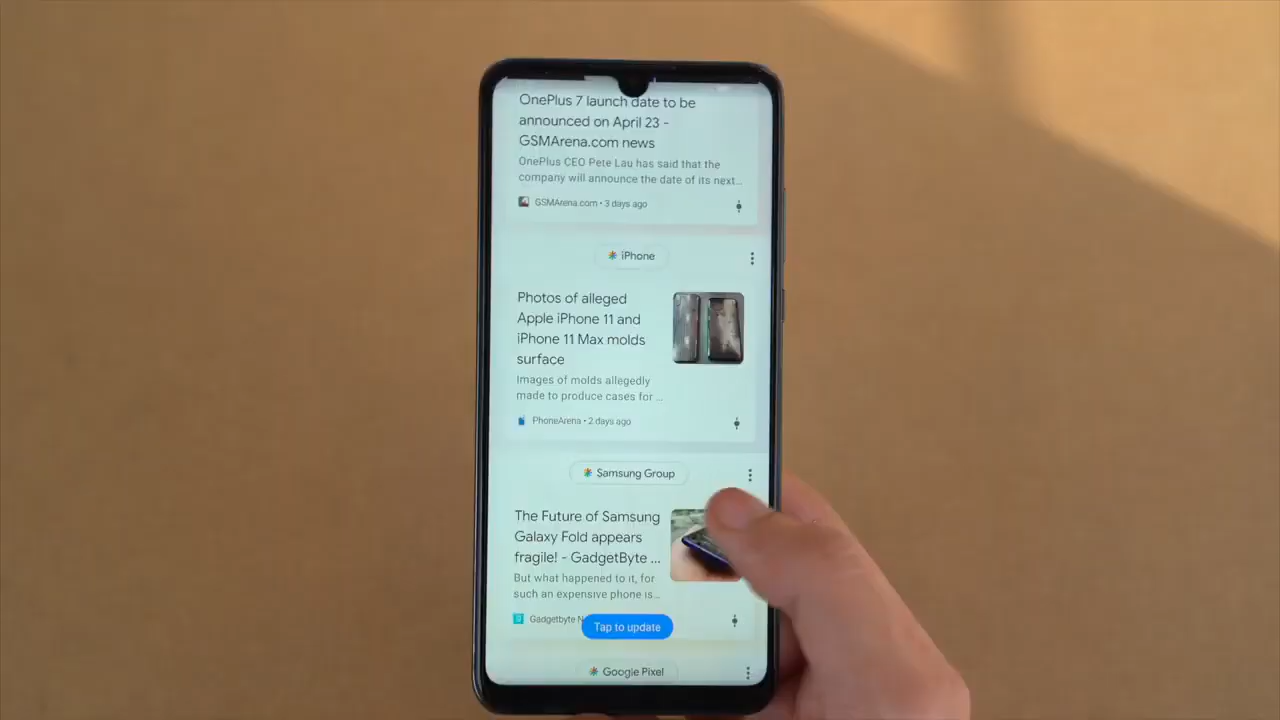 OnePlus 7 launch date to be
announced on April 23 -
GSMArena.com news
OnePlus CEO Pete Lau has said that the
company will announce the date of its next...
GSMArena.com • 3 days ago
iPhone
Photos of alleged
Apple iPhone 11 and
iPhone 11 Max molds
surface
Images of molds allegedly
made to produce cases for ...
PhoneArena • 2 days ago
Samsung Group
The Future of Samsung
Galaxy Fold appears
fragile! - GadgetByte ...
But what happened to it, for
such an expensive phone is...
Gadgetbyte N
Tap to update
Google Pixel